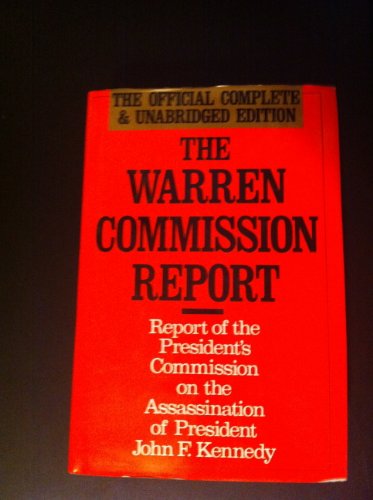 THE OFFICIAL COMPLETE
& UNABRIDGED EDITION
THE
WARREN
COMMISSION
REPORT
Report of the
President's
Commission
on the
Assassination
of President
John F. Kennedy